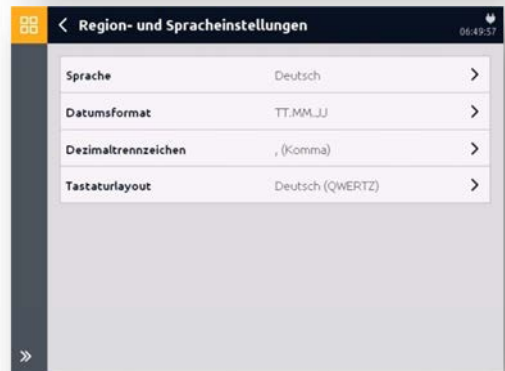 Region- und Spracheinstellungen
06:49:57
Sprache Deutsch
Datumsformat TT.MM.JJ
Dezimaltrennzeichen , (Komma)
Tastaturlayout Deutsch (QWERTZ)